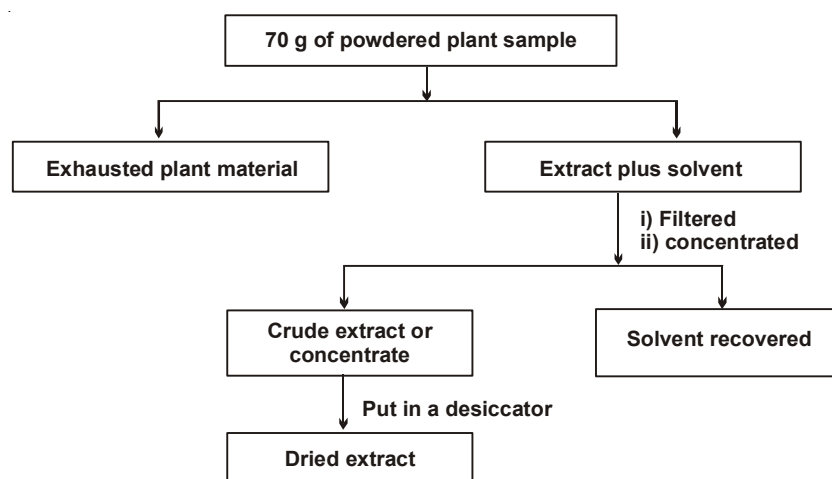 70 g of powdered plant sample
Exhausted plant material
Extract plus solvent
i) Filtered
ii) concentrated
Crude extract or
concentrate
Solvent recovered
Put in a desiccator
Dried extract